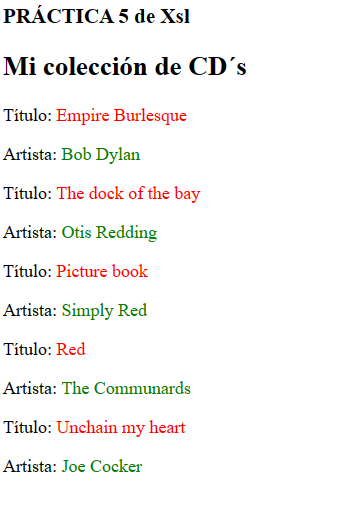 PRÁCTICA 5 de Xsl
Mi colección de CD´s
Título: Empire Burlesque
Artista: Bob Dylan
Título: The dock of the bay
Artista: Otis Redding
Título: Picture book
Artista: Simply Red
Título: Red
Artista: The Communards
Título: Unchain my heart
Artista: Joe Cocker